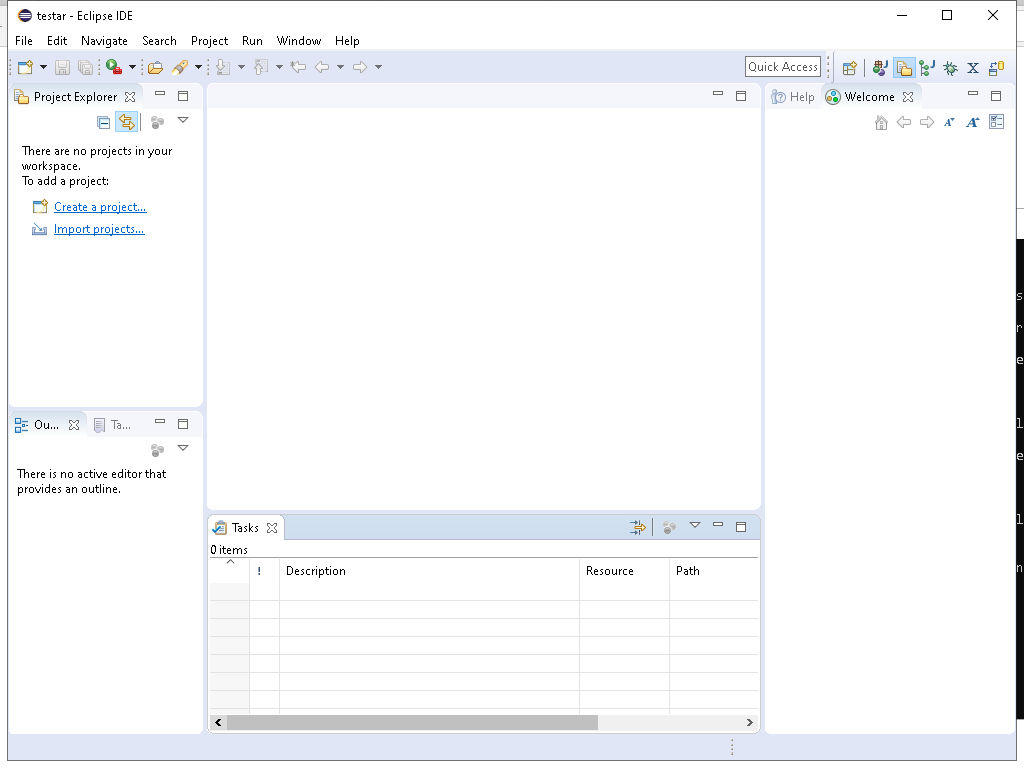 testar - Eclipse IDE
File Edit Navigate Search Project Run Window Help
Quick Access
Project Explorer
There are no projects in your
workspace.
To add a project:
Create a project...
Import projects...
Ou... Ta...
There is no active editor that
provides an outline.
Tasks
0 items
! Description Resource Path
Help Welcome
s
r
e
l
e
l
n